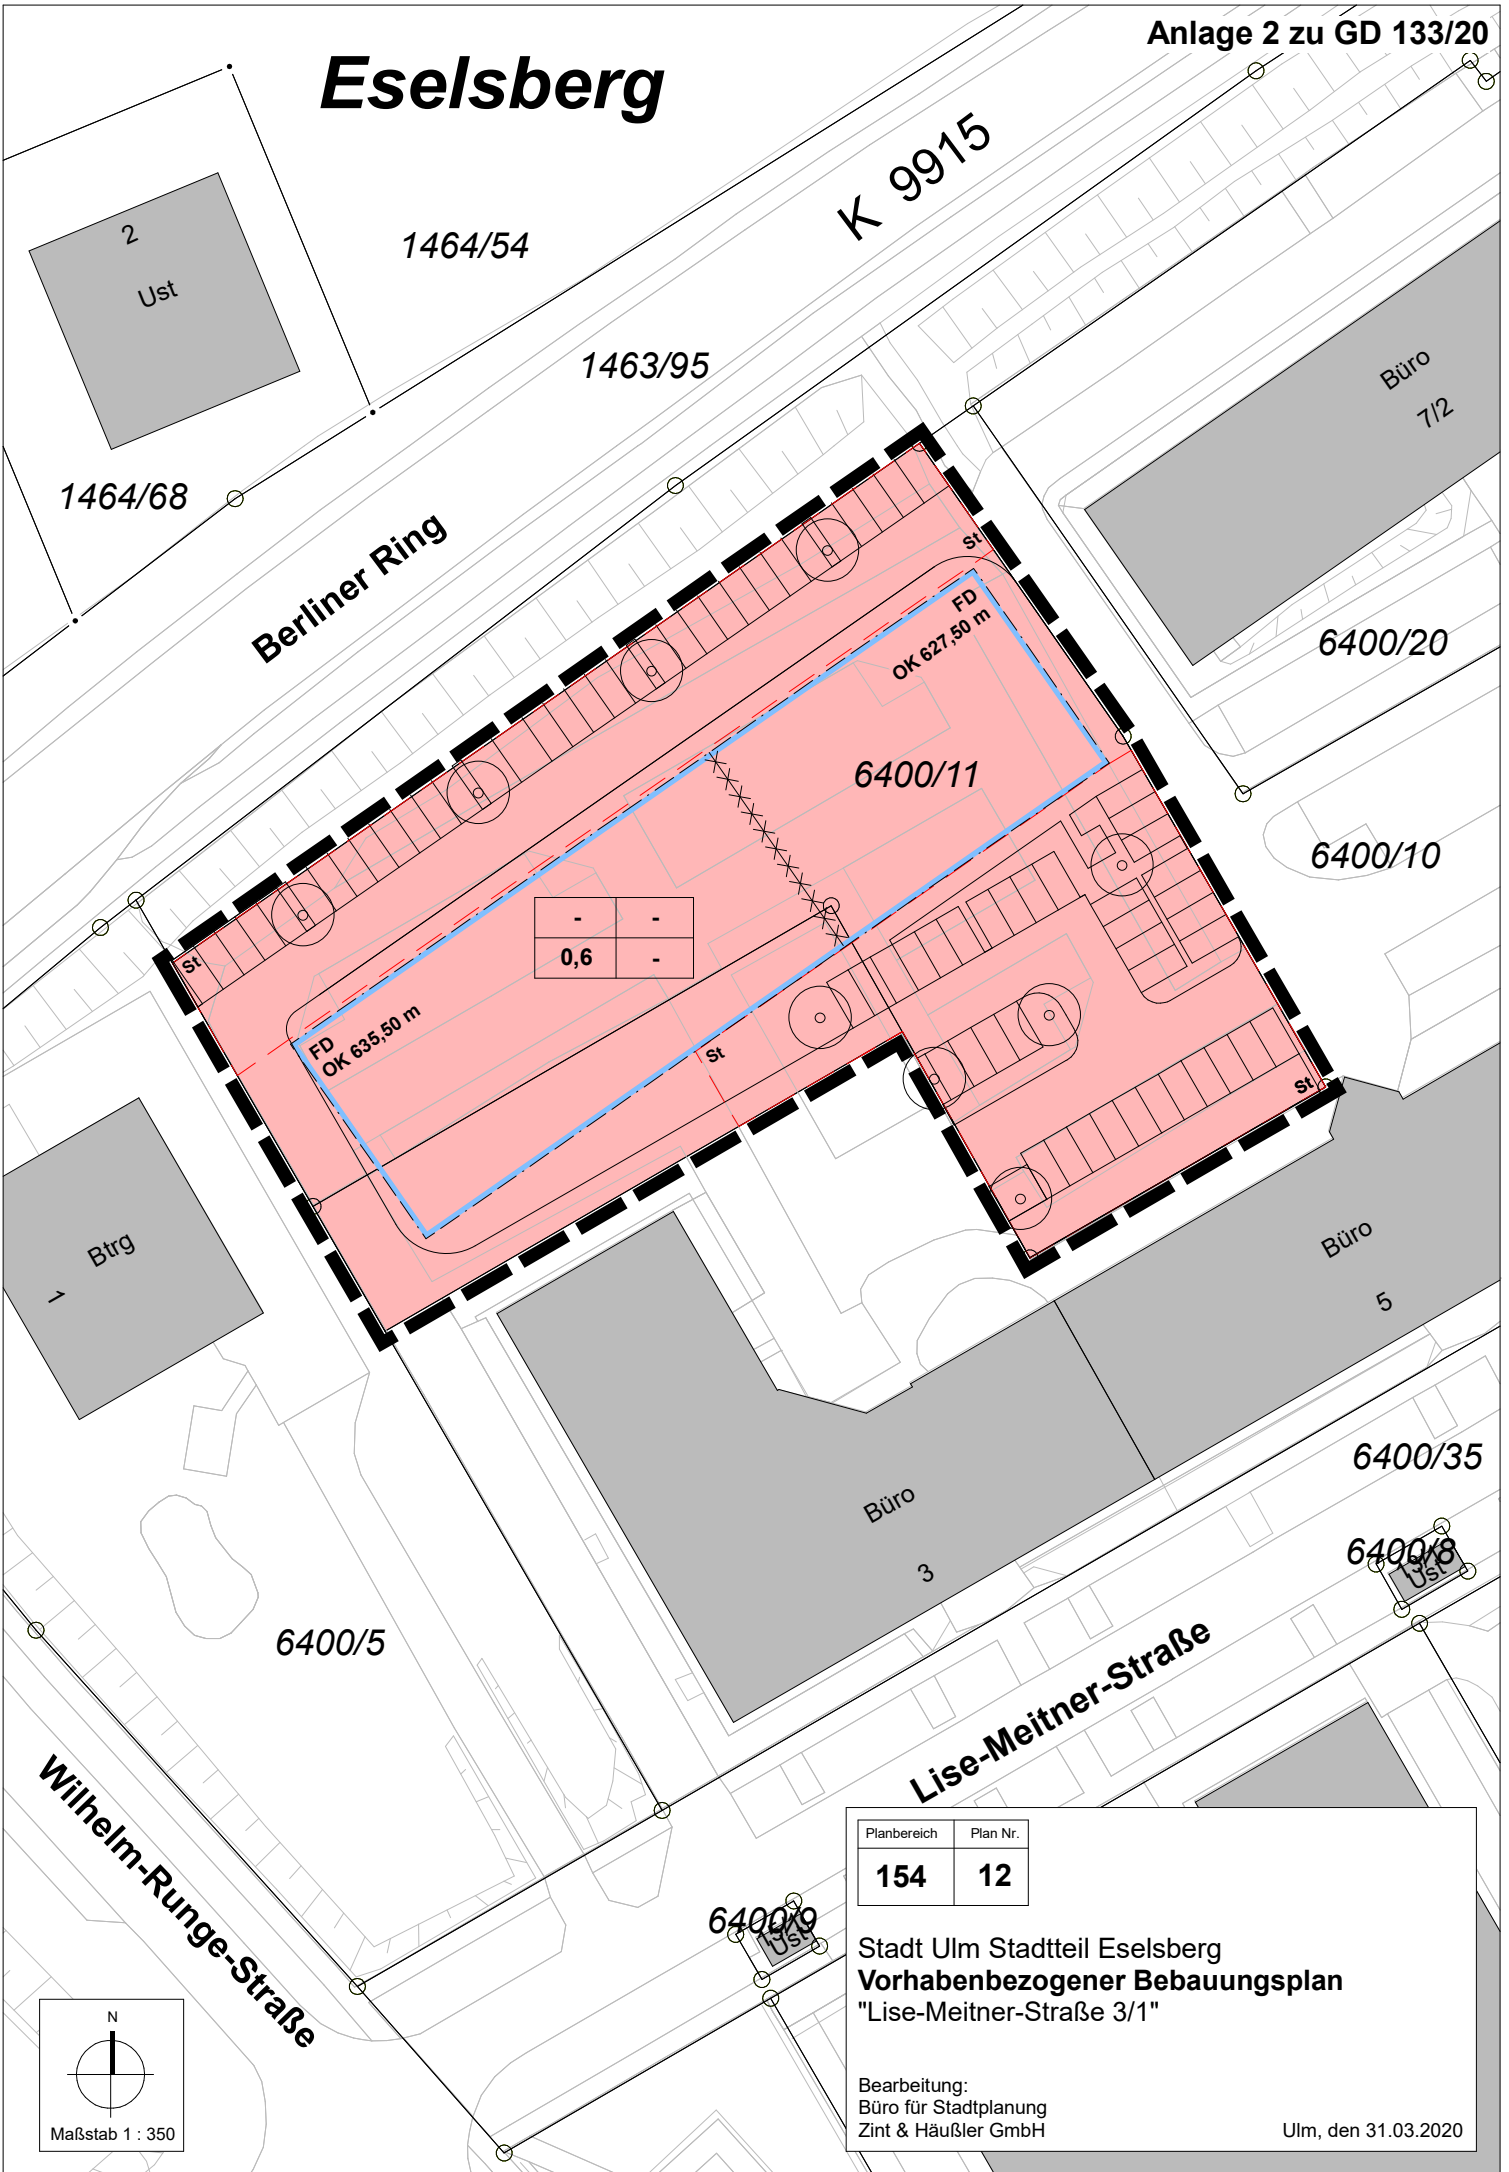 Anlage 2 zu GD 133/20
Eselsberg
K 9915
2
Ust
1464/54
1463/95
Büro
7/2
1464/68
Berliner Ring
St
FD
OK 627,50 m
6400/20
6400/11
6400/10
- -
0,6 -
St
FD
OK 635,50 m
St
St
Btrg
1
Büro
5
6400/35
Büro
3
6400/8
Ust
6400/5
Lise-Meitner-Straße
Wilhelm-Runge-Straße
6400/9
Ust
Planbereich Plan Nr.
154 12
Stadt Ulm Stadtteil Eselsberg
Vorhabenbezogener Bebauungsplan
"Lise-Meitner-Straße 3/1"
Bearbeitung:
Büro für Stadtplanung
Zint & Häußler GmbH
Ulm, den 31.03.2020
N
Maßstab 1 : 350